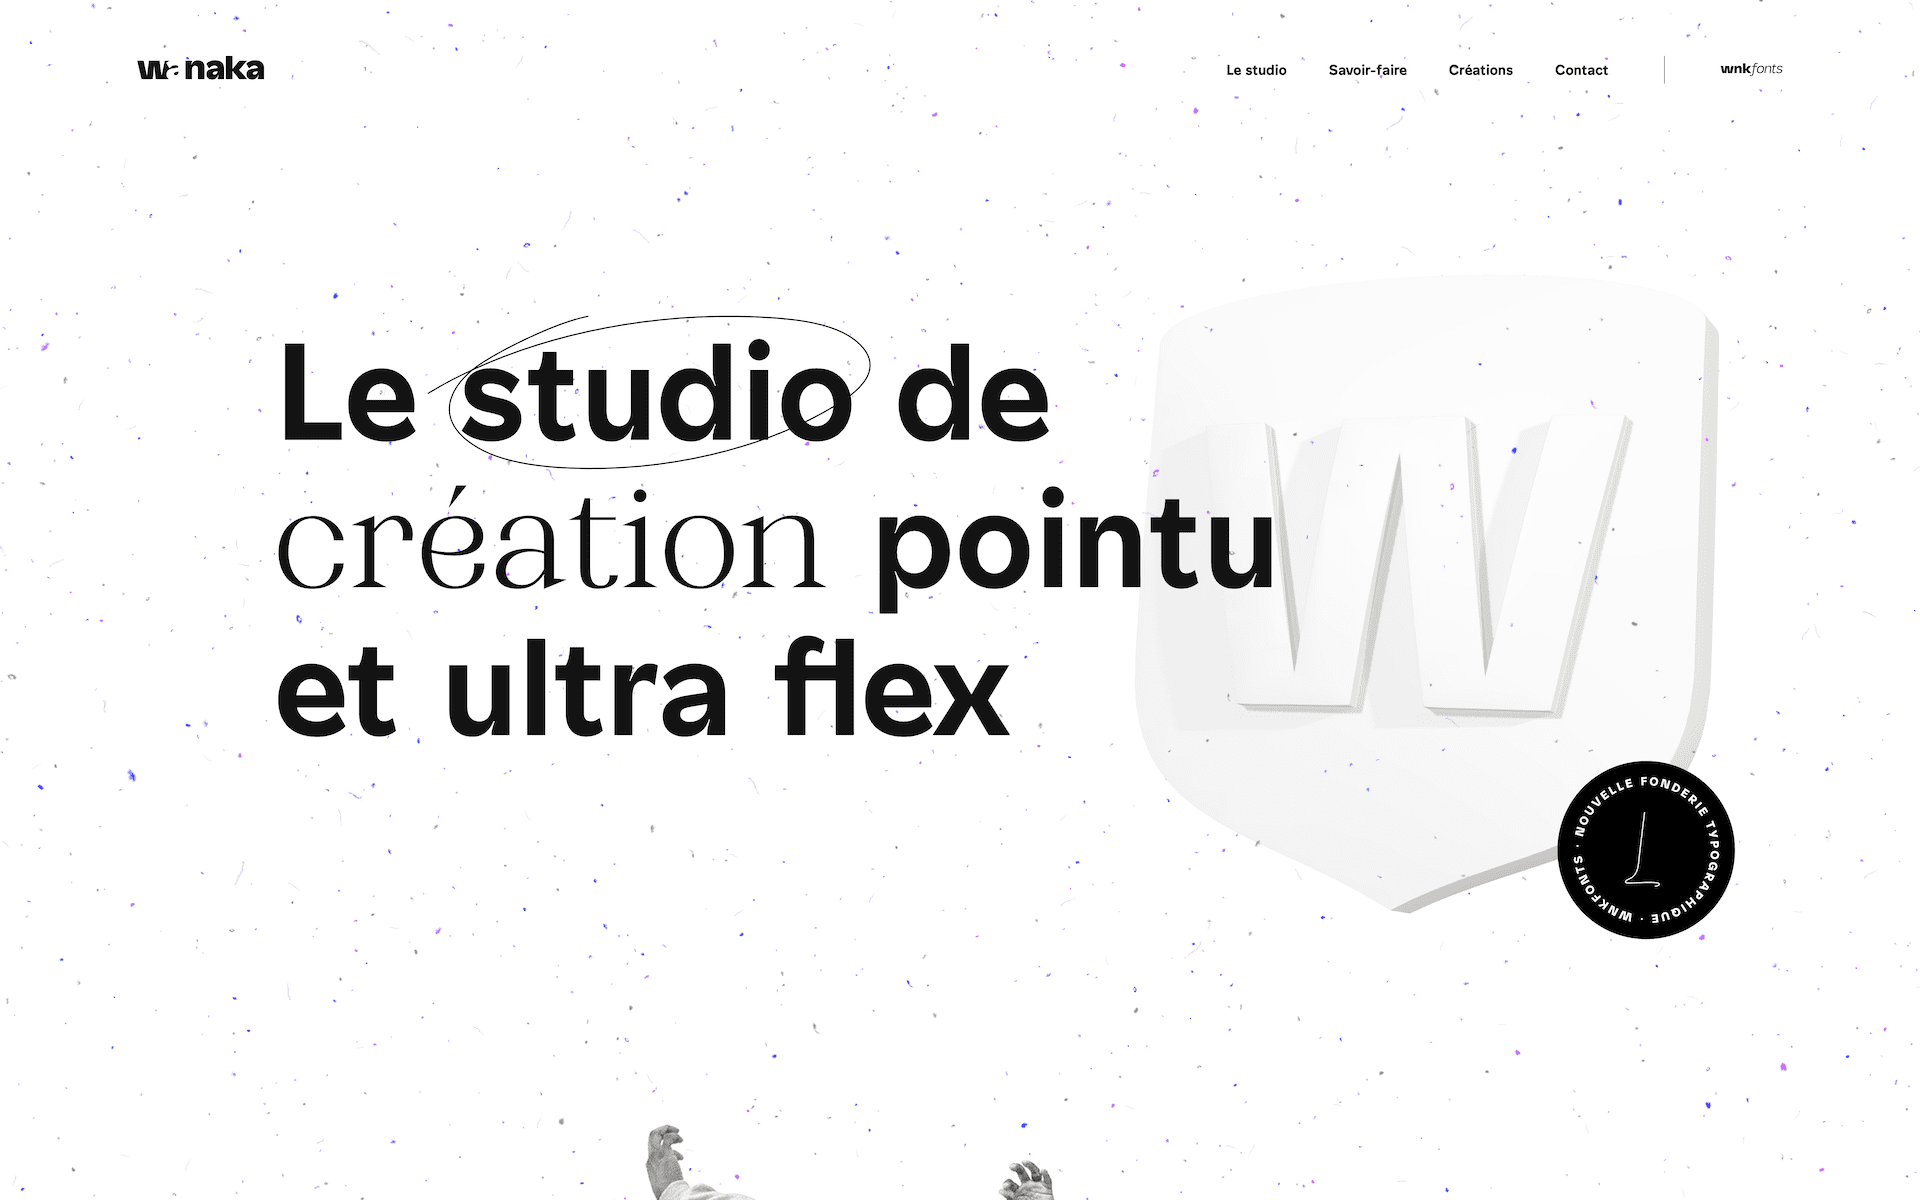 wanaka
Le studio
Savoir-faire
Créations
Contact
wnkfonts
Le studio de
création pointu
et ultra flex
W
NOUVELLE FONDERIE TYPOGRAPHIQUE · WNKFONTS ·
L